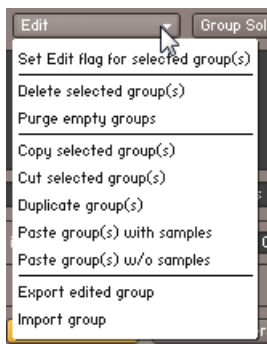 Edit
Group Sol
Set Edit flag for selected group(s)
Delete selected group(s)
Purge empty groups
Copy selected group(s)
Cut selected group(s)
Duplicate group(s)
Paste group(s) with samples
Paste group(s) w/o samples
Export edited group
Import group